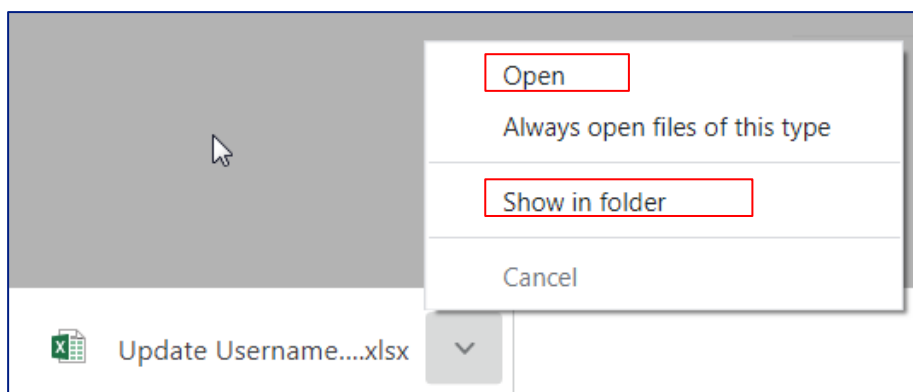 Open
Always open files of this type
Show in folder
Cancel
Update Username....xlsx